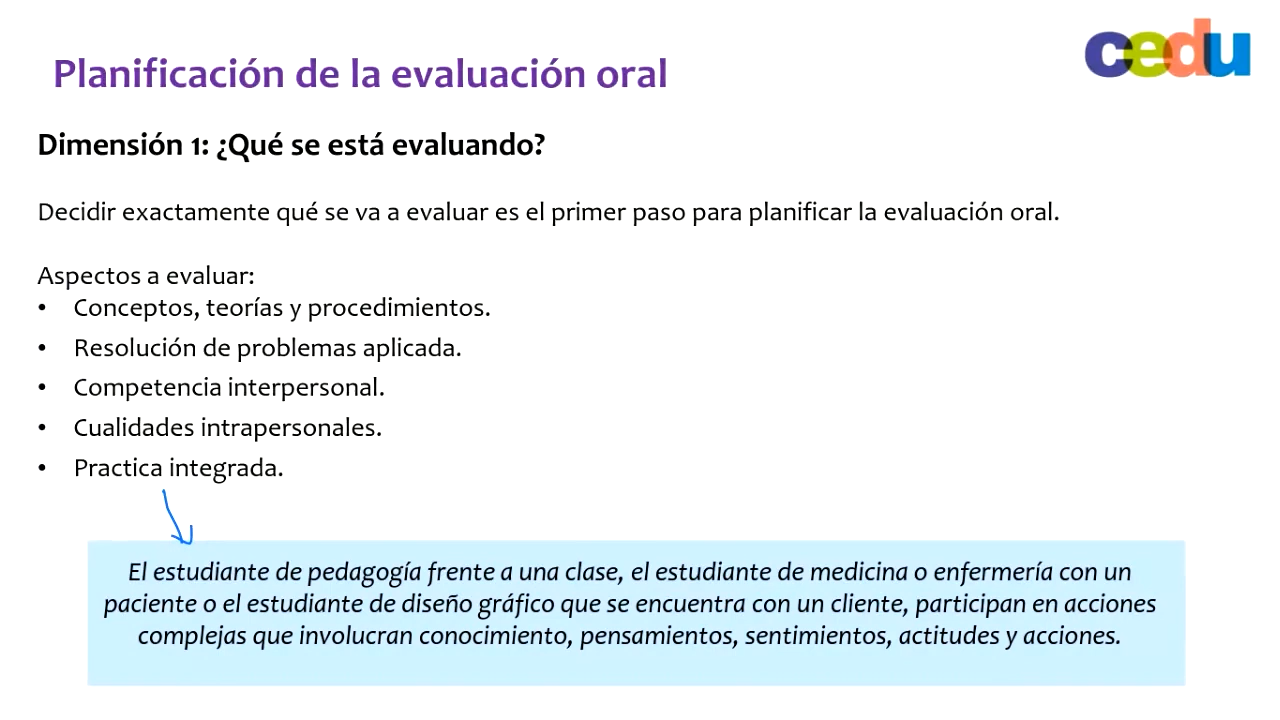 cedu
Planificación de la evaluación oral
Dimensión 1: ¿Qué se está evaluando?
Decidir exactamente qué se va a evaluar es el primer paso para planificar la evaluación oral.
Aspectos a evaluar:
• Conceptos, teorías y procedimientos.
• Resolución de problemas aplicada.
• Competencia interpersonal.
• Cualidades intrapersonales.
• Practica integrada.
El estudiante de pedagogía frente a una clase, el estudiante de medicina o enfermería con un
paciente o el estudiante de diseño gráfico que se encuentra con un cliente, participan en acciones
complejas que involucran conocimiento, pensamientos, sentimientos, actitudes y acciones.